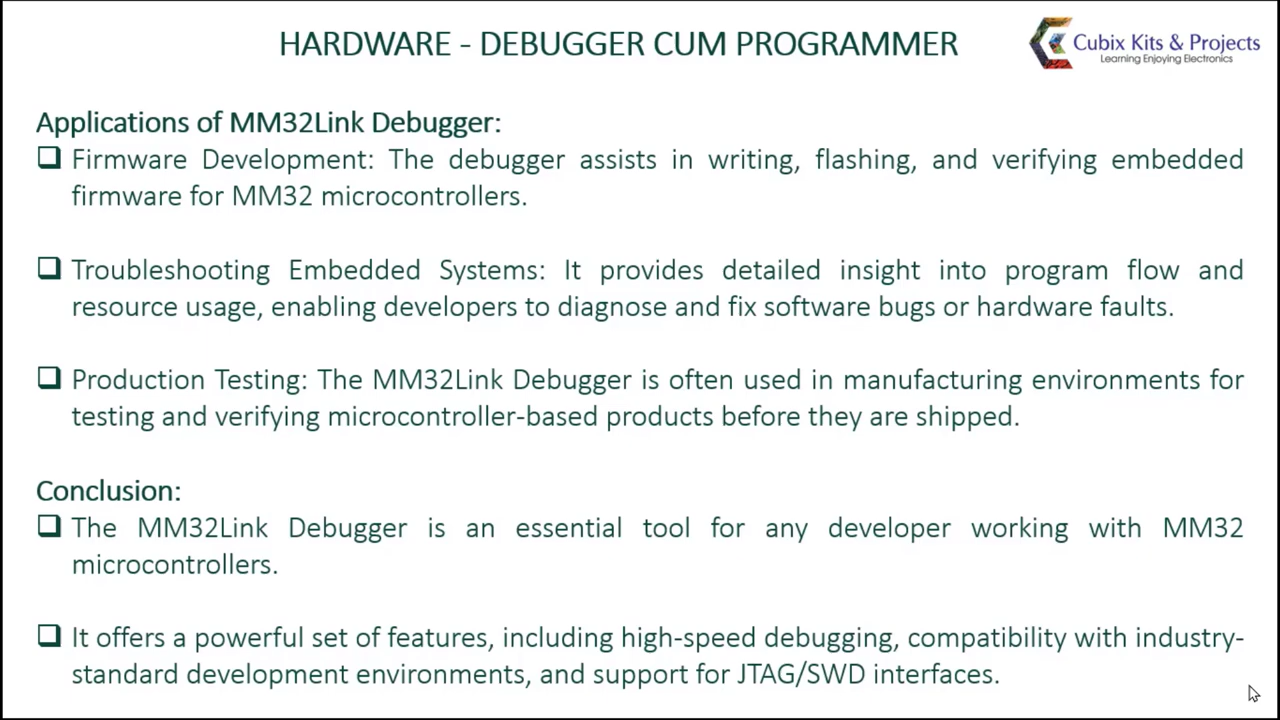 HARDWARE - DEBUGGER CUM PROGRAMMER
Cubix Kits & Projects
Learning Enjoying Electronics
Applications of MM32Link Debugger:
Firmware Development: The debugger assists in writing, flashing, and verifying embedded
firmware for MM32 microcontrollers.
Troubleshooting Embedded Systems: It provides detailed insight into program flow and
resource usage, enabling developers to diagnose and fix software bugs or hardware faults.
Production Testing: The MM32Link Debugger is often used in manufacturing environments for
testing and verifying microcontroller-based products before they are shipped.
Conclusion:
The MM32Link Debugger is an essential tool for any developer working with MM32
microcontrollers.
It offers a powerful set of features, including high-speed debugging, compatibility with industry-
standard development environments, and support for JTAG/SWD interfaces.